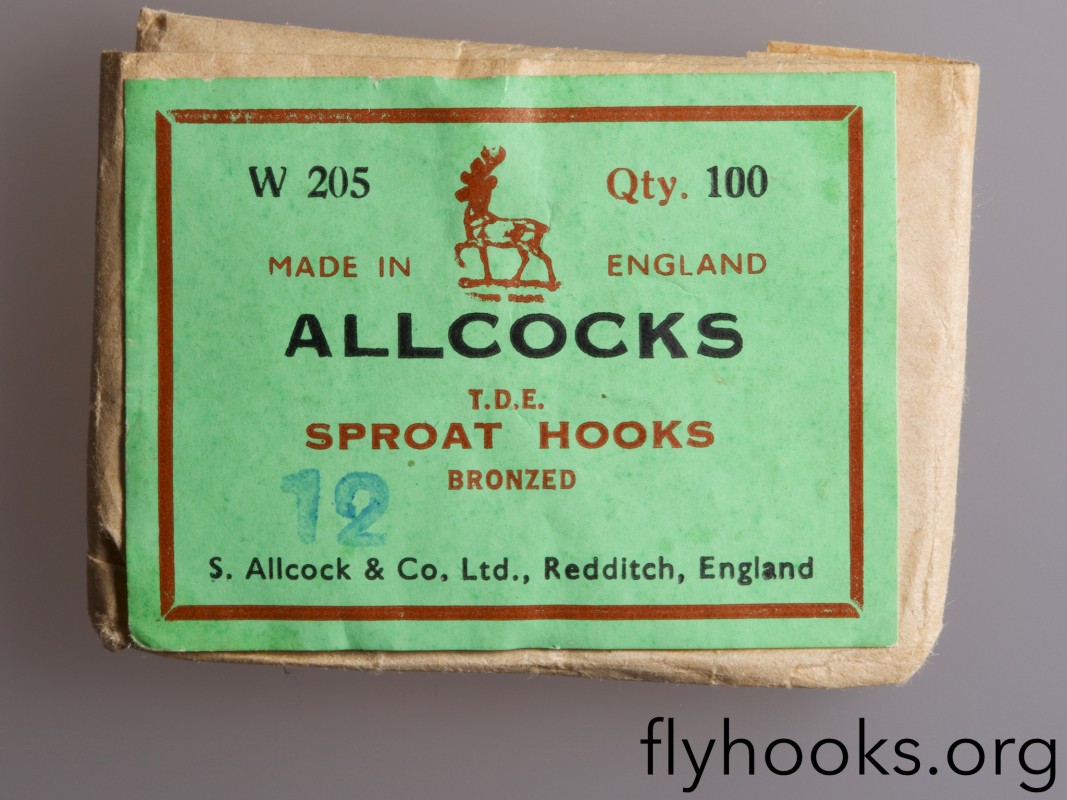 W 205 Qty. 100
MADE IN ENGLAND
ALLCOCKS
T.D.E.
SPROAT HOOKS
BRONZED
12
S. Allcock & Co. Ltd., Redditch, England
flyhooks.org